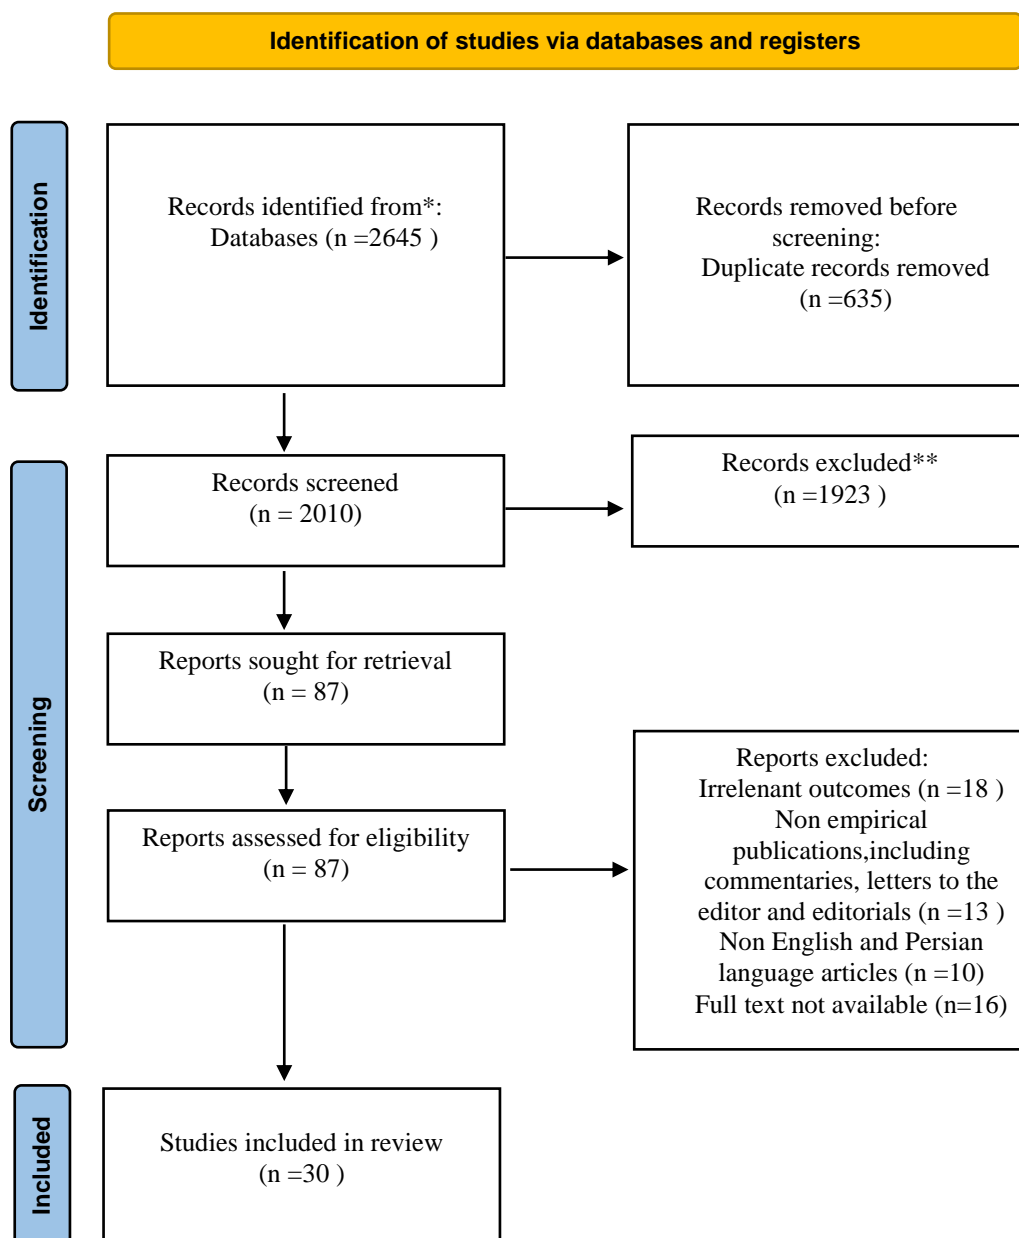 Identification of studies via databases and registers
Identification
Records identified from*:
Databases (n =2645 )
Records removed before
screening:
Duplicate records removed
(n =635)
Screening
Records screened
(n = 2010)
Records excluded**
(n =1923 )
Reports sought for retrieval
(n = 87)
Reports assessed for eligibility
(n = 87)
Reports excluded:
Irrelenant outcomes (n =18 )
Non empirical
publications,including
commentaries, letters to the
editor and editorials (n =13 )
Non English and Persian
language articles (n =10)
Full text not available (n=16)
Included
Studies included in review
(n =30 )